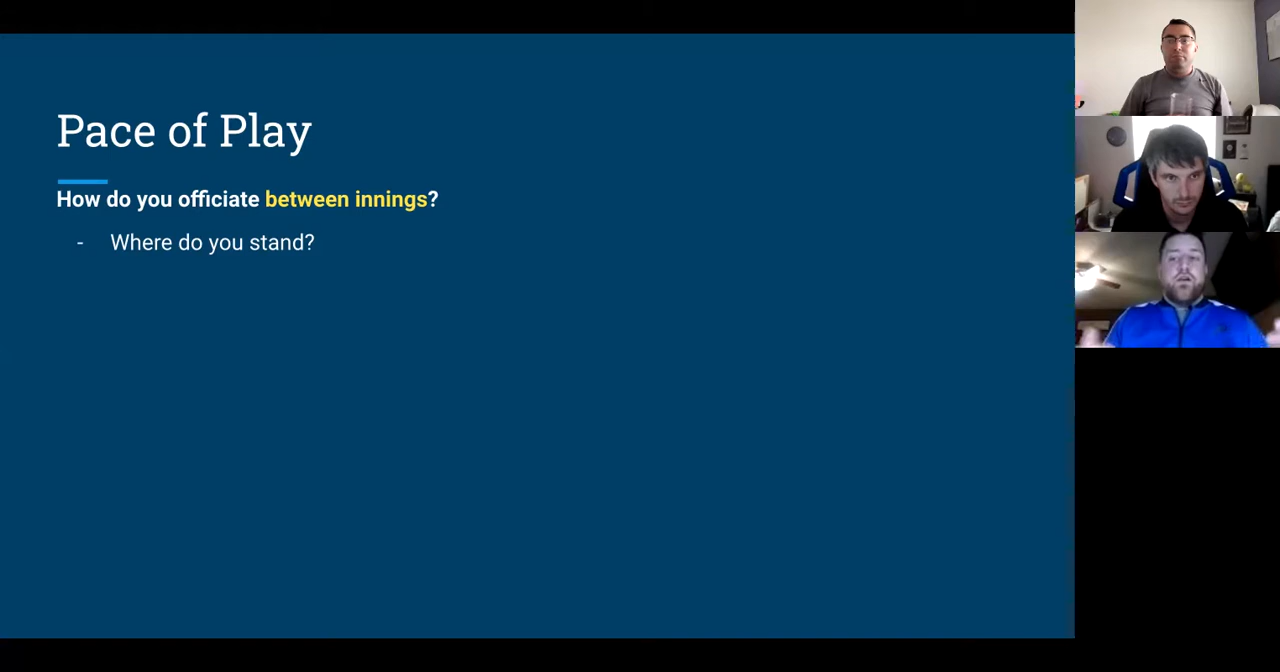 Pace of Play
How do you officiate between innings?
- Where do you stand?